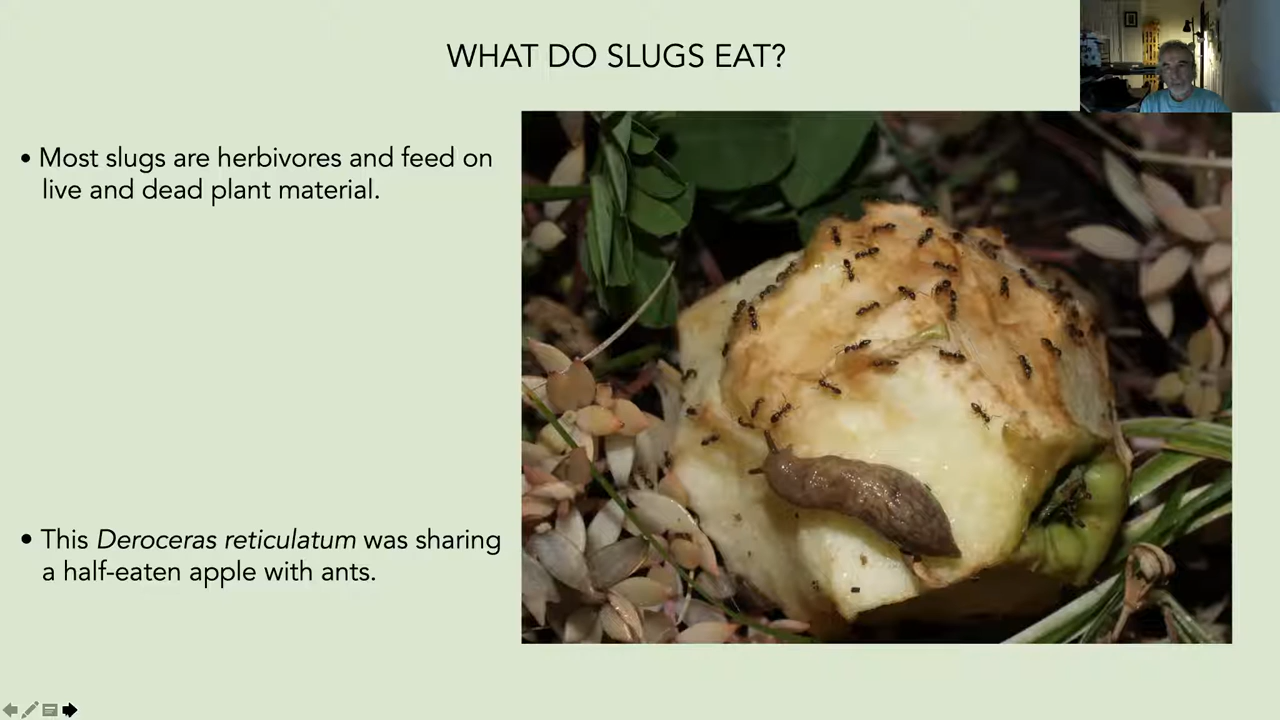 WHAT DO SLUGS EAT?
• Most slugs are herbivores and feed on
live and dead plant material.
• This Deroceras reticulatum was sharing
a half-eaten apple with ants.